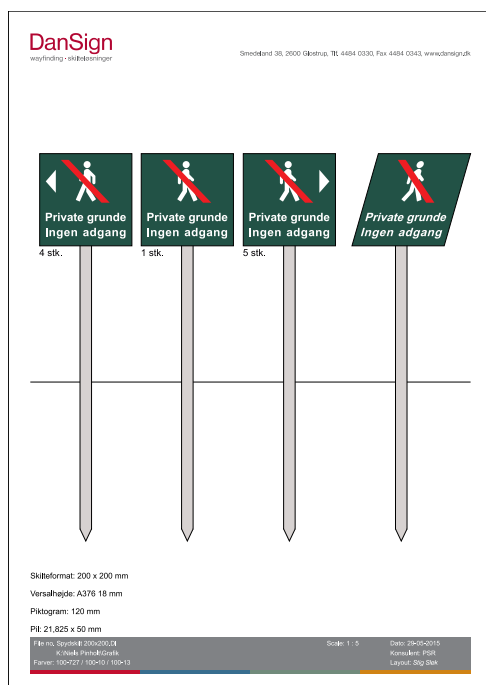 DanSign
wayfinding - skilteløsninger
Smedeland 38, 2600 Glostrup, Tlf. 4484 0330, Fax 4484 0343, www.dansign.dk
Private grunde
Ingen adgang
Private grunde
Ingen adgang
Private grunde
Ingen adgang
Private grunde
Ingen adgang
4 stk.
1 stk.
5 stk.
Skilteformat: 200 x 200 mm
Versalhøjde: A376 18 mm
Piktogram: 120 mm
Pil: 21,825 x 50 mm
File no. Spydskilt 200x200.DI
K:\Niels Pinholt\Grafik
Farver: 100-727 / 100-10 / 100-13
Scale: 1 : 5
Dato: 29-05-2015
Konsulent: PSR
Layout: Stig Sløk